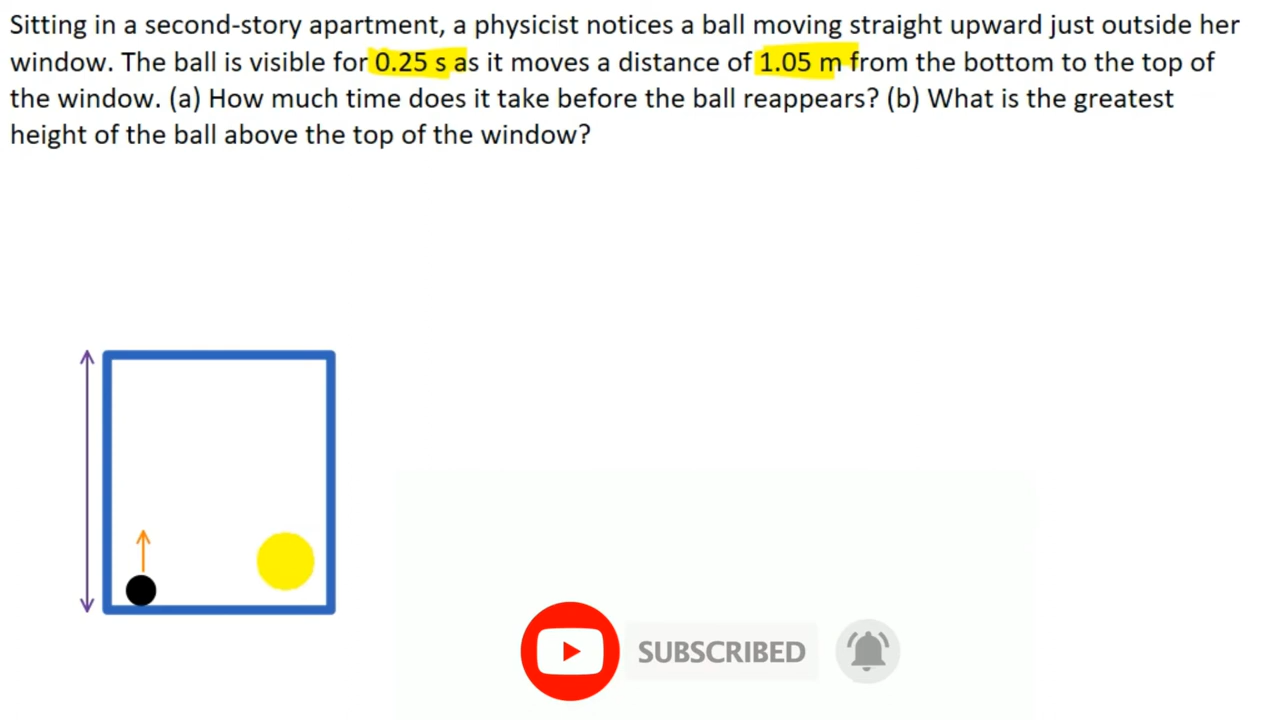 Sitting in a second-story apartment, a physicist notices a ball moving straight upward just outside her
window. The ball is visible for 0.25 s as it moves a distance of 1.05 m from the bottom to the top of
the window. (a) How much time does it take before the ball reappears? (b) What is the greatest
height of the ball above the top of the window?
SUBSCRIBED